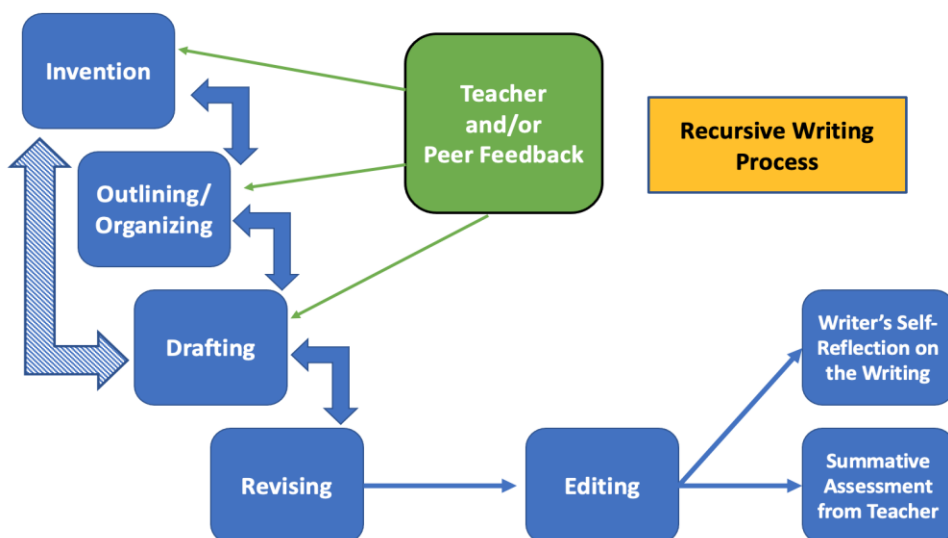 Invention
Teacher
and/or
Peer Feedback
Recursive Writing
Process
Outlining/
Organizing
Drafting
Writer’s Self-
Reflection on
the Writing
Revising
Editing
Summative
Assessment
from Teacher